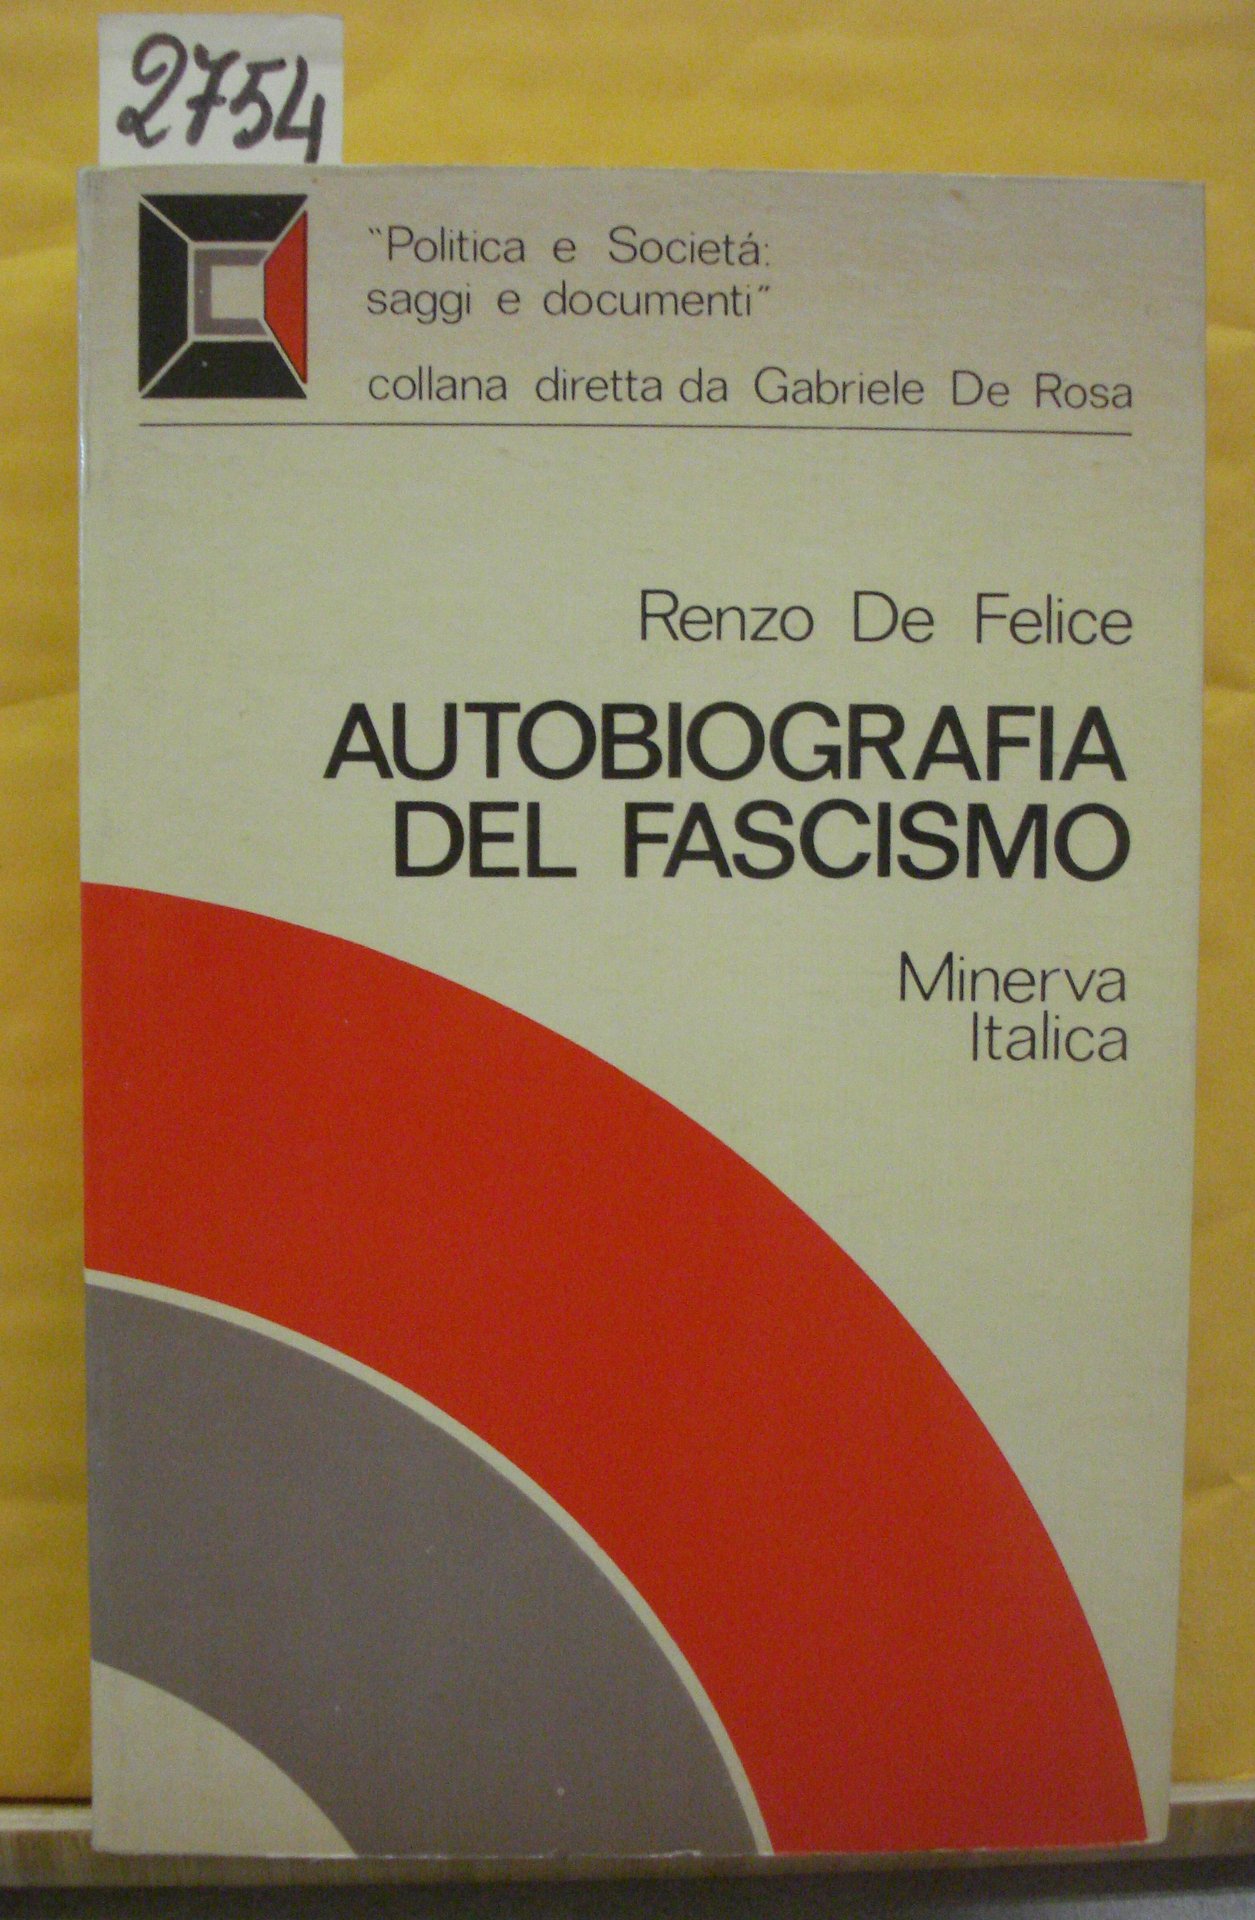 2754
"Politica e Societá:
saggi e documenti"
collana diretta da Gabriele De Rosa
Renzo De Felice
AUTOBIOGRAFIA
DEL FASCISMO
Minerva
Italica